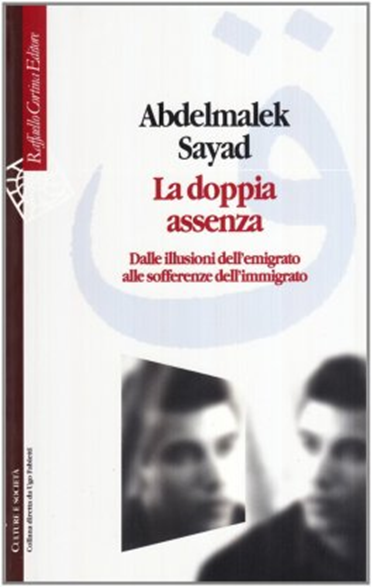 Raffaello Cortina Editore
Abdelmalek
Sayad
La doppia
assenza
Dalle illusioni dell'emigrato
alle sofferenze dell'immigrato
CULTURE E SOCIETÀ
Collana diretta da Ugo Fabietti
ق